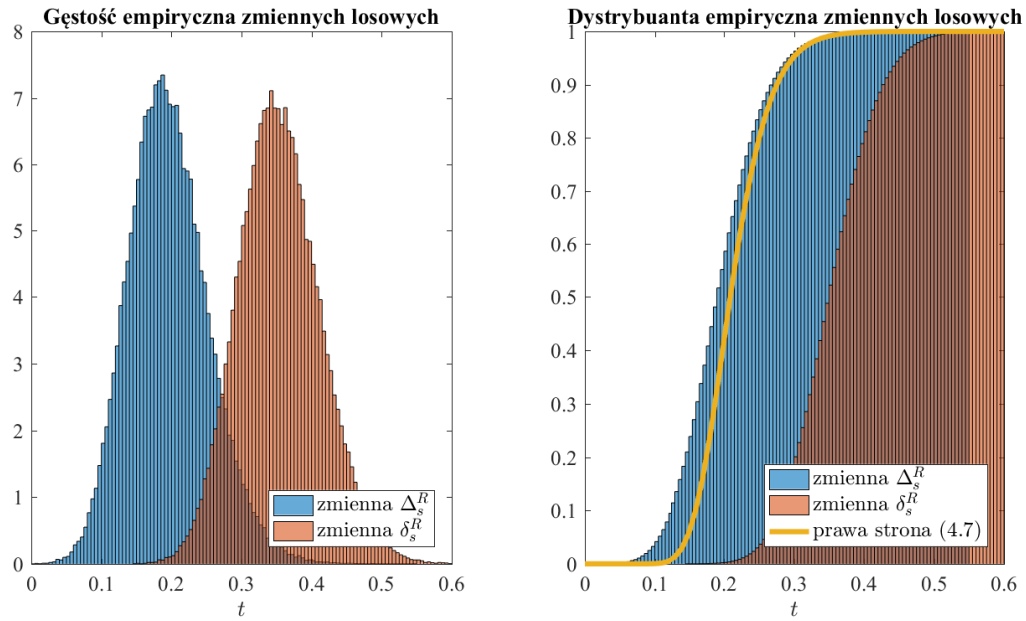 Gęstość empiryczna zmiennych losowych
8
7
6
5
4
3
2
1
0
0 0.1 0.2 0.3 0.4 0.5 0.6
t
zmienna Δ_s^R
zmienna δ_s^R
Dystrybuanta empiryczna zmiennych losowych
1
0.9
0.8
0.7
0.6
0.5
0.4
0.3
0.2
0.1
0
0 0.1 0.2 0.3 0.4 0.5 0.6
t
zmienna Δ_s^R
zmienna δ_s^R
prawa strona (4.7)